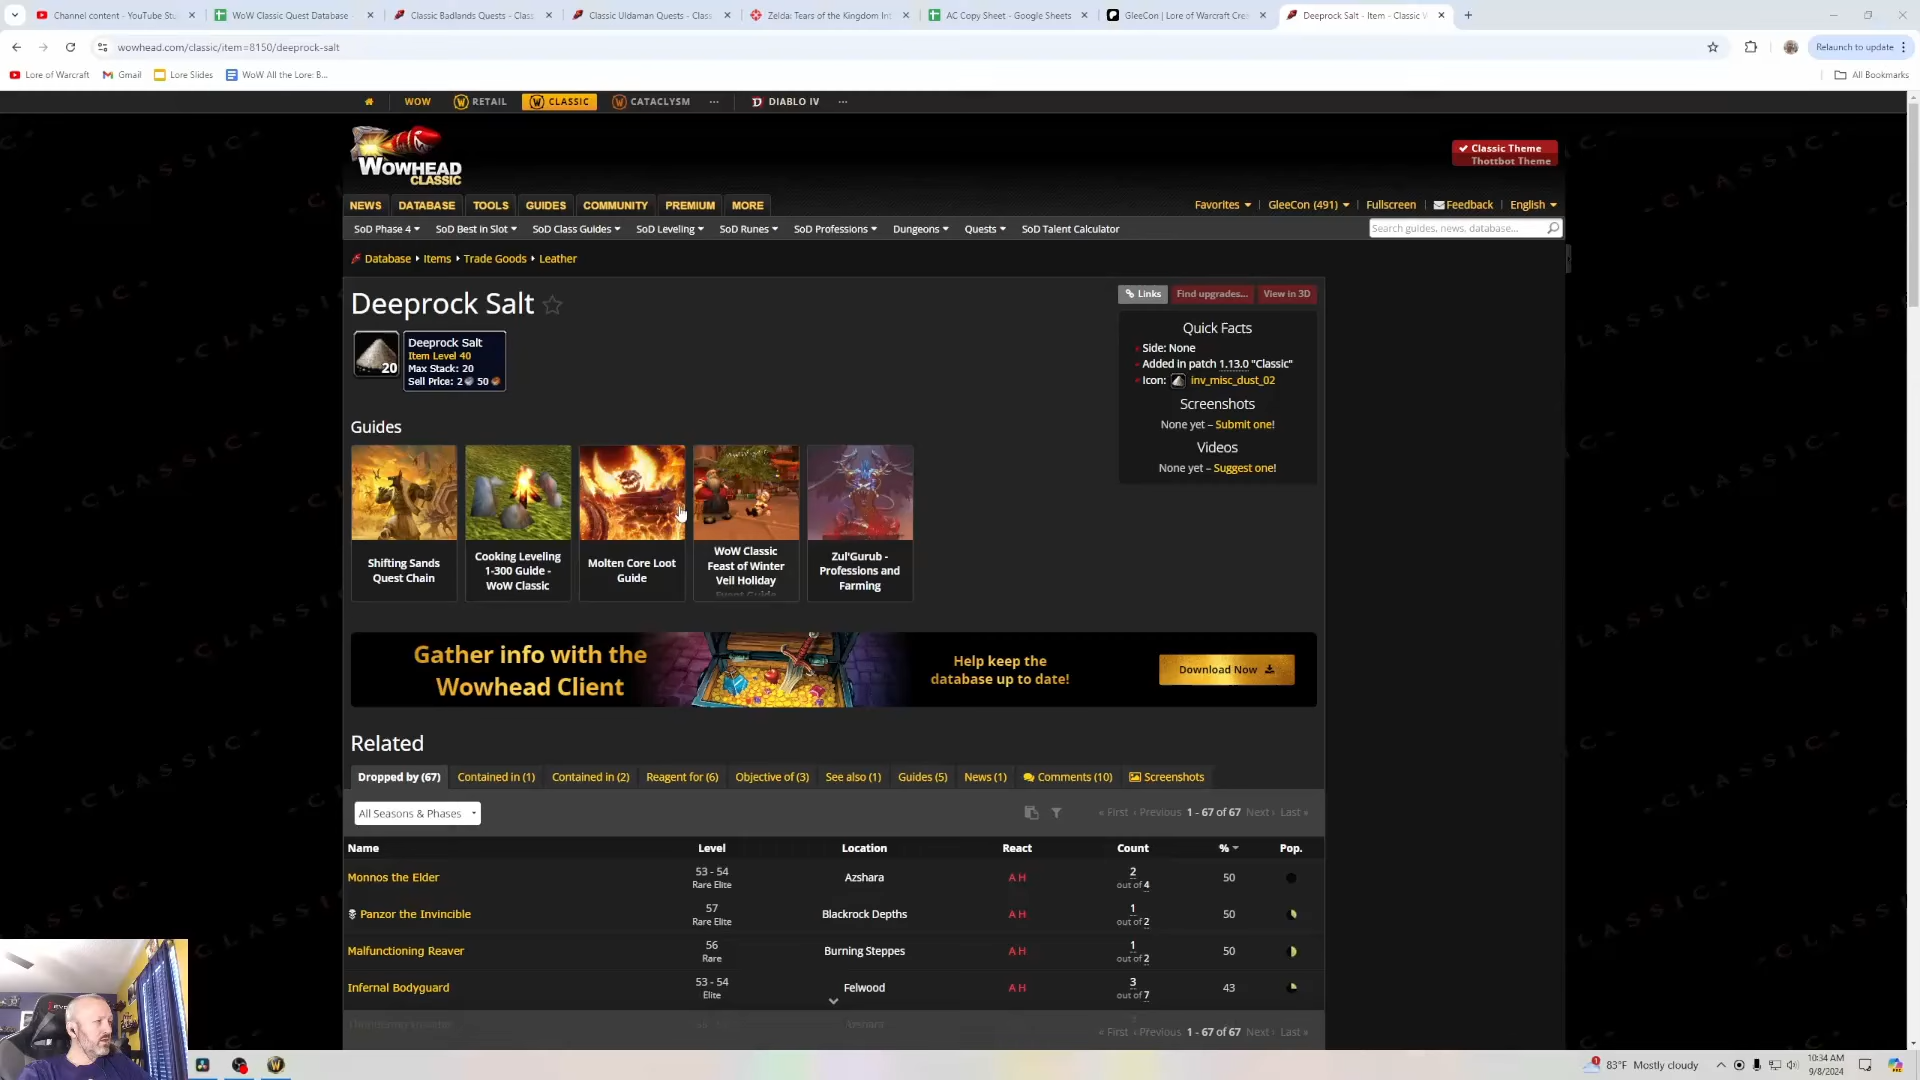 Channel content - YouTube Stu
WoW Classic Quest Database
Classic Badlands Quests - Class
Classic Uldaman Quests - Class
Zelda: Tears of the Kingdom Int
AC Copy Sheet - Google Sheets
GleeCon | Lore of Warcraft Crea
Deeprock Salt - Item - Classic W
wowhead.com/classic/item=8150/deeprock-salt
Relaunch to update
Lore of Warcraft
Gmail
Lore Slides
WoW All the Lore: B...
All Bookmarks
WOW
RETAIL
CLASSIC
CATACLYSM
DIABLO IV
WOWHEAD
CLASSIC
Classic Theme
Thottbot Theme
NEWS DATABASE TOOLS GUIDES COMMUNITY PREMIUM MORE
Favorites GleeCon (491) Fullscreen Feedback English
SoD Phase 4 SoD Best in Slot SoD Class Guides SoD Leveling SoD Runes SoD Professions Dungeons Quests SoD Talent Calculator
Search guides, news, database...
Database Items Trade Goods Leather
Deeprock Salt
Links Find upgrades... View in 3D
20
Deeprock Salt
Item Level 40
Max Stack: 20
Sell Price: 2 50
Quick Facts
Side: None
Added in patch 1.13.0 "Classic"
Icon: inv_misc_dust_02
Screenshots
None yet – Submit one!
Videos
None yet – Suggest one!
Guides
Shifting Sands
Quest Chain
Cooking Leveling
1-300 Guide -
WoW Classic
Molten Core Loot
Guide
WoW Classic
Feast of Winter
Veil Holiday
Event Guide
Zul'Gurub -
Professions and
Farming
Gather info with the
Wowhead Client
Help keep the
database up to date!
Download Now
Related
Dropped by (67) Contained in (1) Contained in (2) Reagent for (6) Objective of (3) See also (1) Guides (5) News (1) Comments (10) Screenshots
All Seasons & Phases
« First ‹ Previous 1 - 67 of 67 Next › Last »
Name Level Location React Count % Pop.
Monnos the Elder 53 - 54 Rare Elite Azshara A H 2 out of 4 50
Panzor the Invincible 57 Rare Elite Blackrock Depths A H 1 out of 2 50
Malfunctioning Reaver 56 Rare Burning Steppes A H 1 out of 2 50
Infernal Bodyguard 53 - 54 Elite Felwood A H 3 out of 7 43
Azshara
« First ‹ Previous 1 - 67 of 67 Next › Last »
83°F Mostly cloudy
10:34 AM
9/8/2024